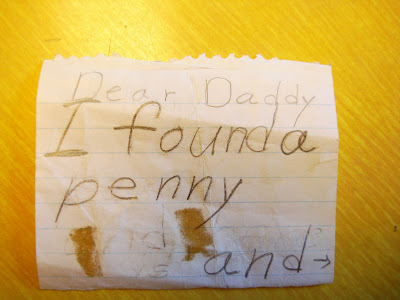 Dear Daddy
I found a
penny
and →